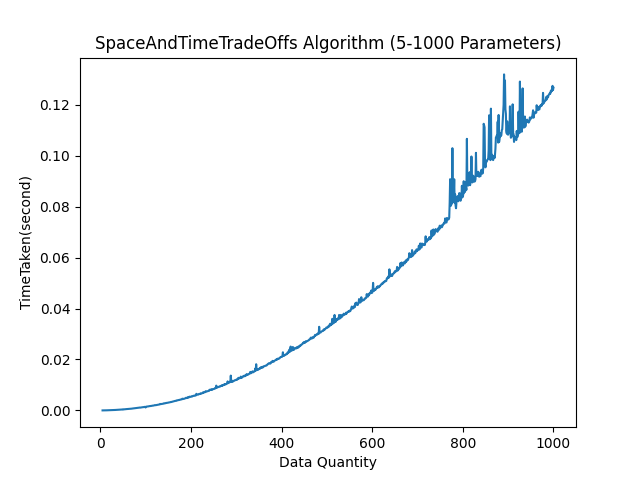 SpaceAndTimeTradeOffs Algorithm (5-1000 Parameters)
TimeTaken(second)
0.12
0.10
0.08
0.06
0.04
0.02
0.00
0 200 400 600 800 1000
Data Quantity